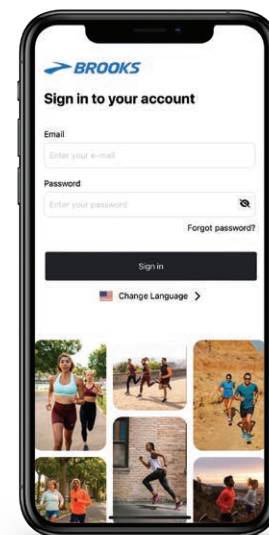 BROOKS
Sign in to your account
Email
Enter your e-mail
Password
Enter your password
Forgot password?
Sign in
Change Language